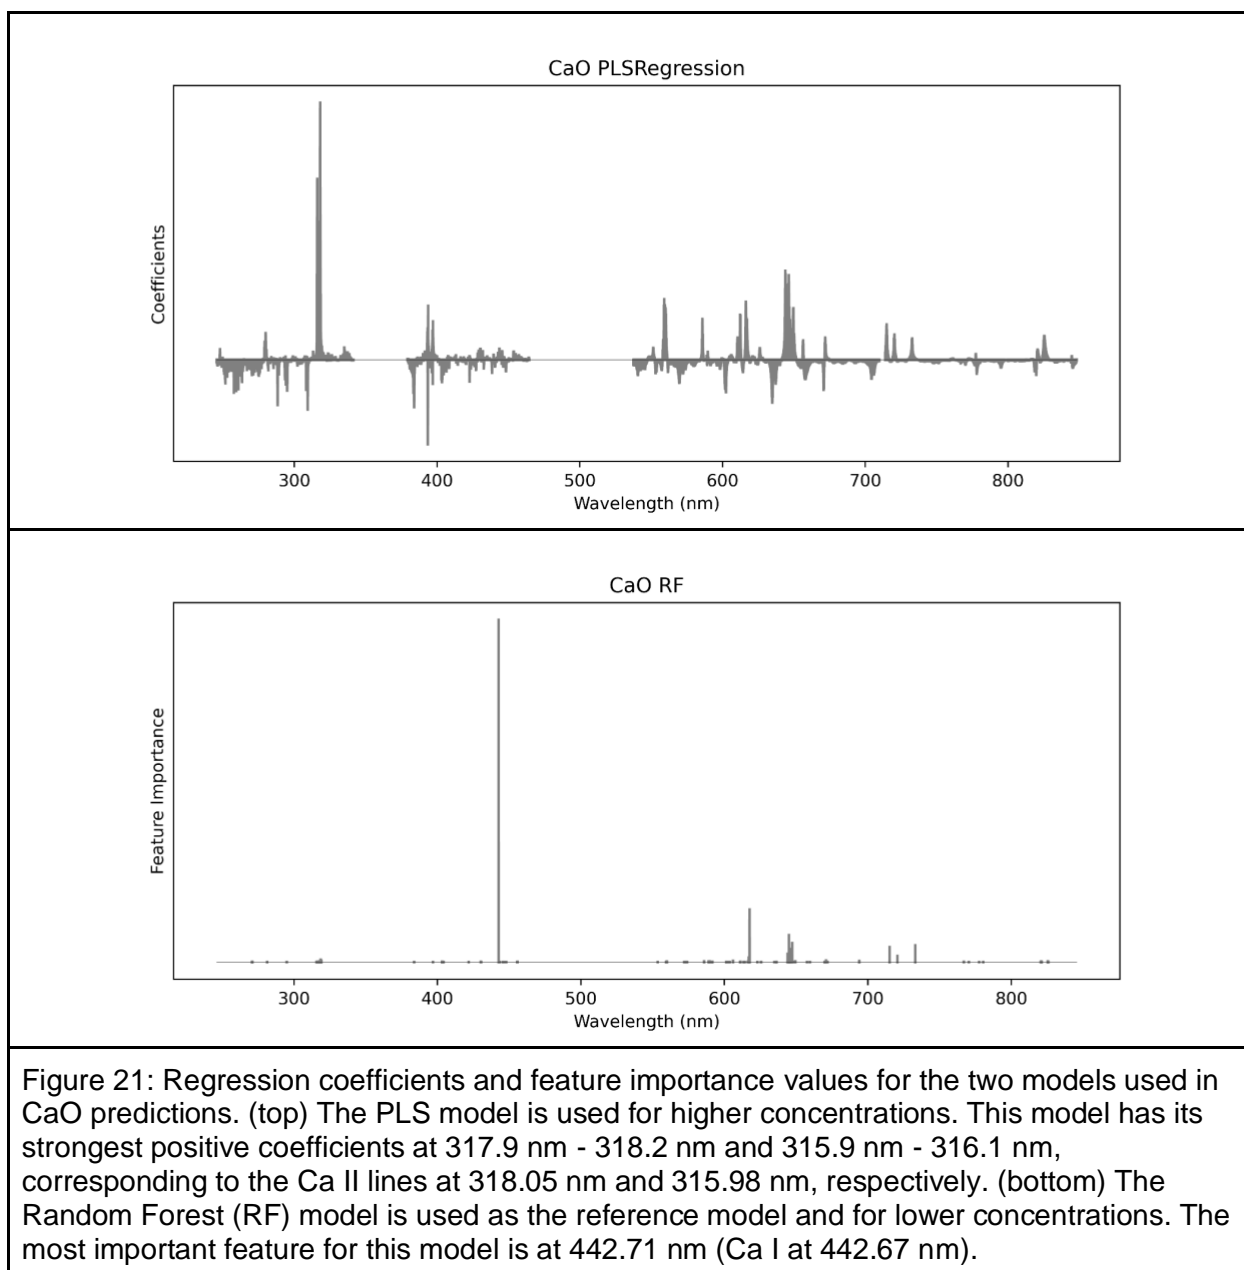 CaO PLSRegression
Coefficients
300 400 500 600 700 800
Wavelength (nm)
CaO RF
Feature Importance
300 400 500 600 700 800
Wavelength (nm)
Figure 21: Regression coefficients and feature importance values for the two models used in
CaO predictions. (top) The PLS model is used for higher concentrations. This model has its
strongest positive coefficients at 317.9 nm - 318.2 nm and 315.9 nm - 316.1 nm,
corresponding to the Ca II lines at 318.05 nm and 315.98 nm, respectively. (bottom) The
Random Forest (RF) model is used as the reference model and for lower concentrations. The
most important feature for this model is at 442.71 nm (Ca I at 442.67 nm).